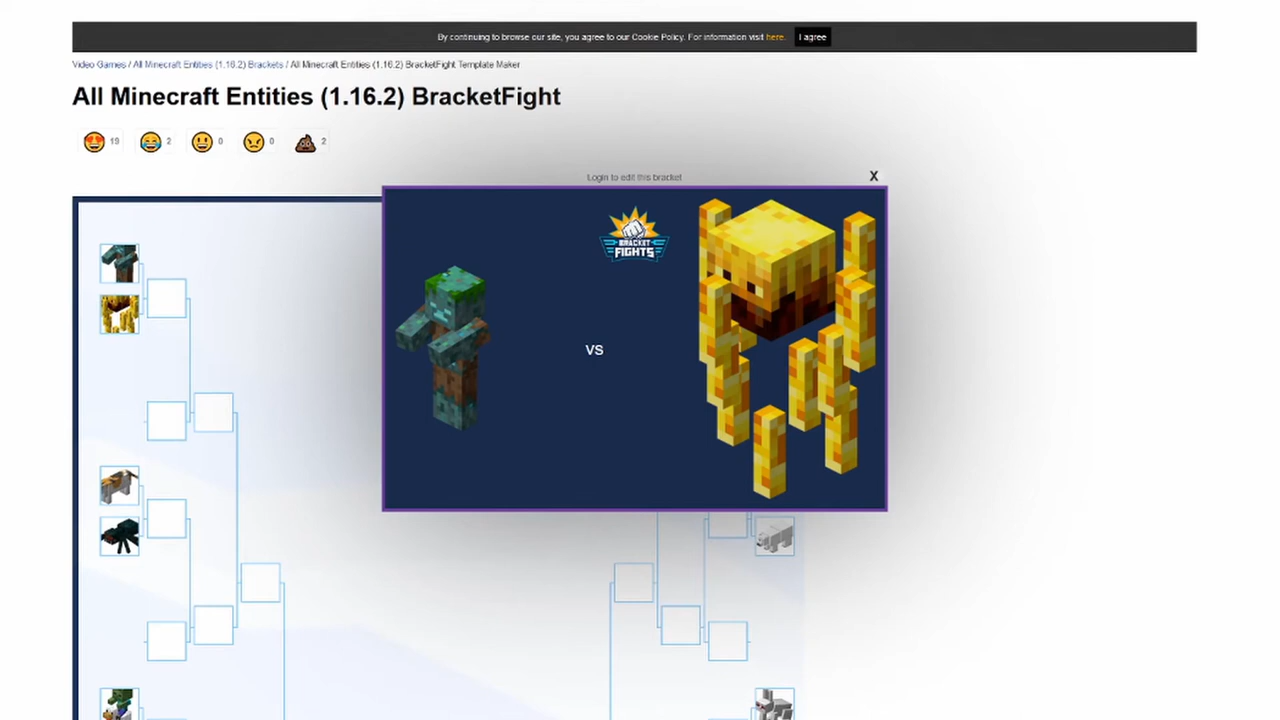 By continuing to browse our site, you agree to our Cookie Policy. For information visit here. I agree
Video Games / All Minecraft Entities (1.16.2) Brackets / All Minecraft Entities (1.16.2) BracketFight Template Maker
All Minecraft Entities (1.16.2) BracketFight
19 2 0 0 2
Login to edit this bracket X
BRACKET
FIGHTS
VS